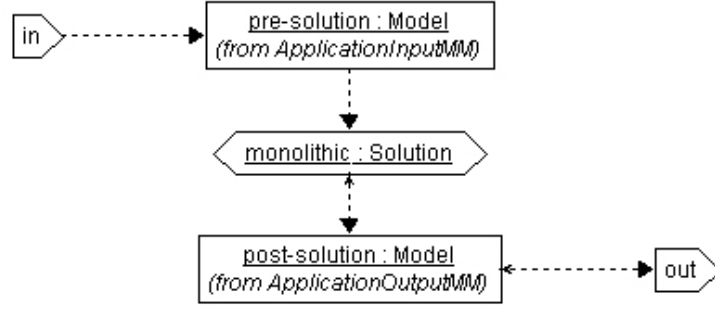 in
pre-solution : Model
(from ApplicationInputMM)
monolithic : Solution
post-solution : Model
(from ApplicationOutputMM)
out